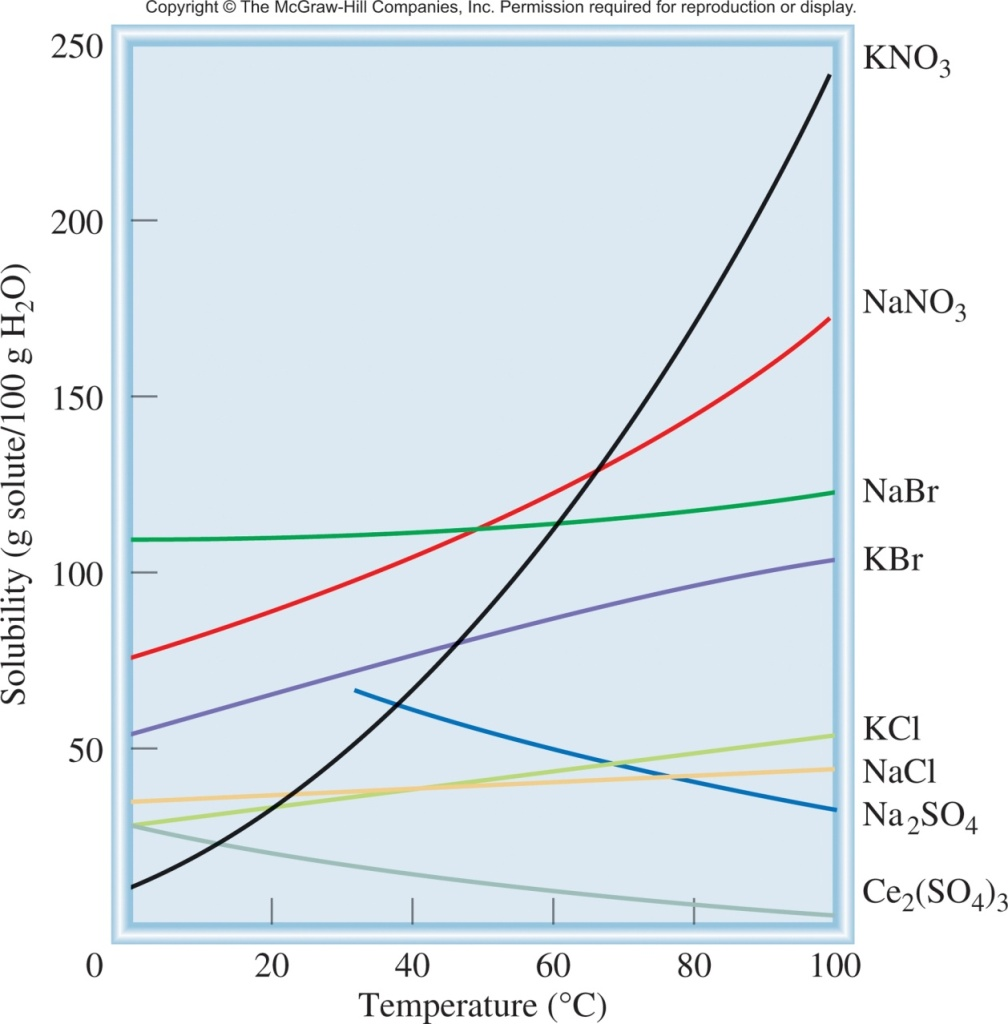 Copyright © The McGraw-Hill Companies, Inc. Permission required for reproduction or display.
250
KNO₃
200
NaNO₃
150
NaBr
KBr
100
50
KCl
NaCl
Na₂SO₄
Ce₂(SO₄)₃
Solubility (g solute/100 g H₂O)
0 20 40 60 80 100
Temperature (°C)